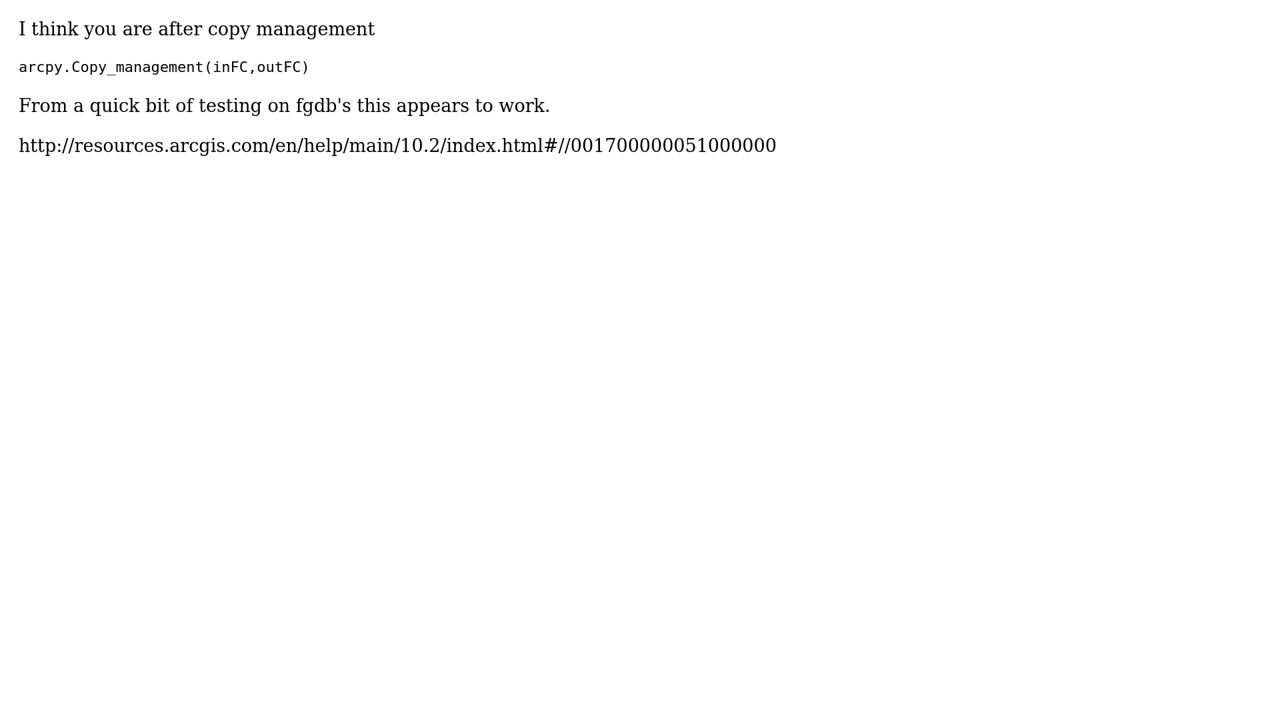 I think you are after copy management
arcpy.Copy_management(inFC,outFC)
From a quick bit of testing on fgdb's this appears to work.
http://resources.arcgis.com/en/help/main/10.2/index.html#//001700000051000000